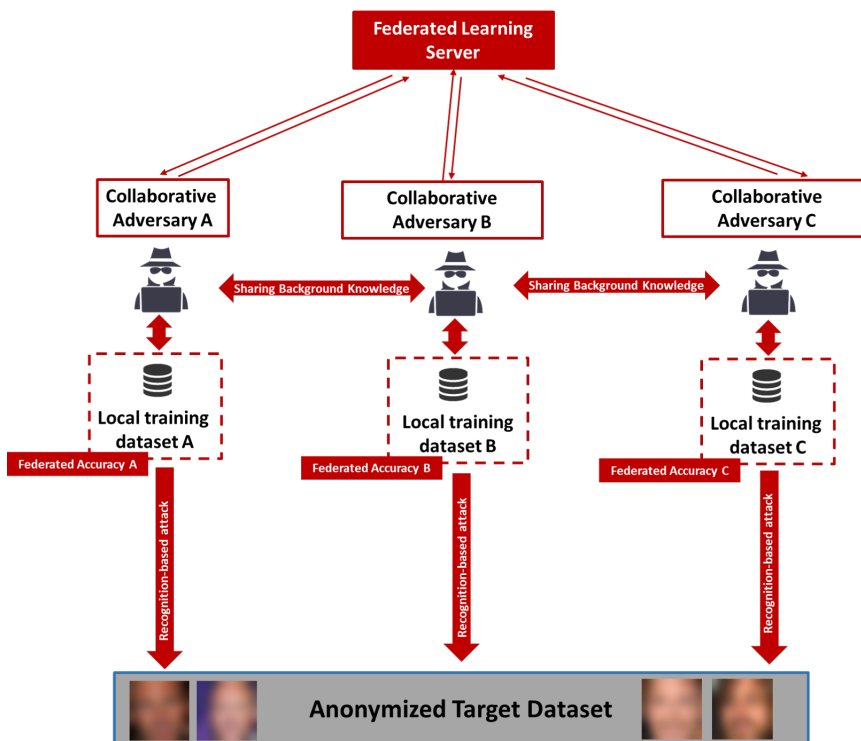 Federated Learning
Server
Collaborative
Adversary A
Collaborative
Adversary B
Collaborative
Adversary C
Sharing Background Knowledge
Sharing Background Knowledge
Local training
dataset A
Local training
dataset B
Local training
dataset C
Federated Accuracy A
Federated Accuracy B
Federated Accuracy C
Recognition-based attack
Recognition-based attack
Recognition-based attack
Anonymized Target Dataset